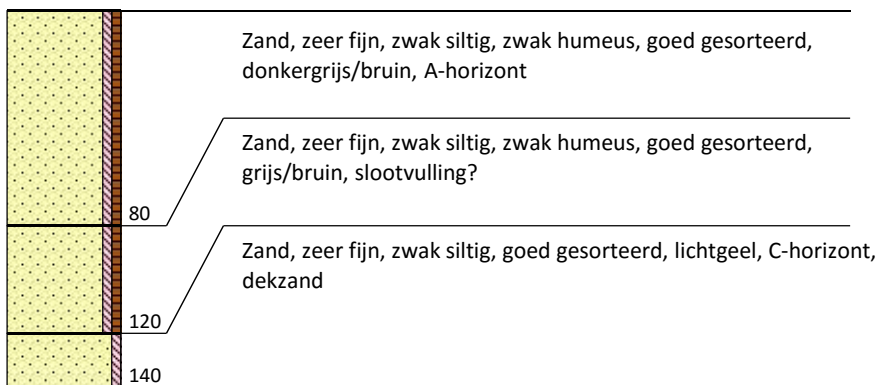 Zand, zeer fijn, zwak siltig, zwak humeus, goed gesorteerd,
donkergrijs/bruin, A-horizont
Zand, zeer fijn, zwak siltig, zwak humeus, goed gesorteerd,
grijs/bruin, slootvulling?
80
Zand, zeer fijn, zwak siltig, goed gesorteerd, lichtgeel, C-horizont,
dekzand
120
140